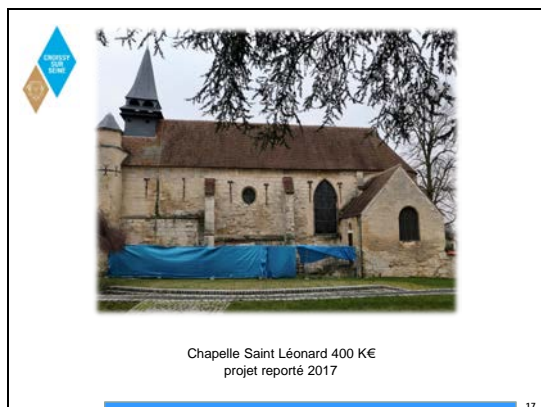 CROISSY
SUR
SEINE
Chapelle Saint Léonard 400 K€
projet reporté 2017
17